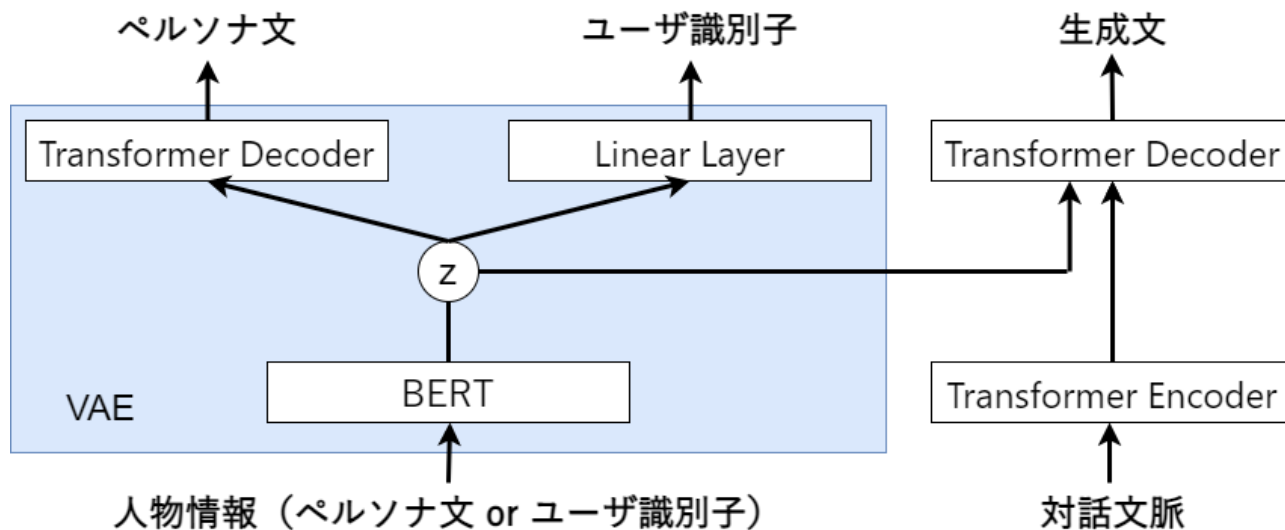 ペルソナ文
ユーザ識別子
生成文
Transformer Decoder
Linear Layer
Transformer Decoder
z
BERT
VAE
Transformer Encoder
人物情報（ペルソナ文 or ユーザ識別子）
対話文脈